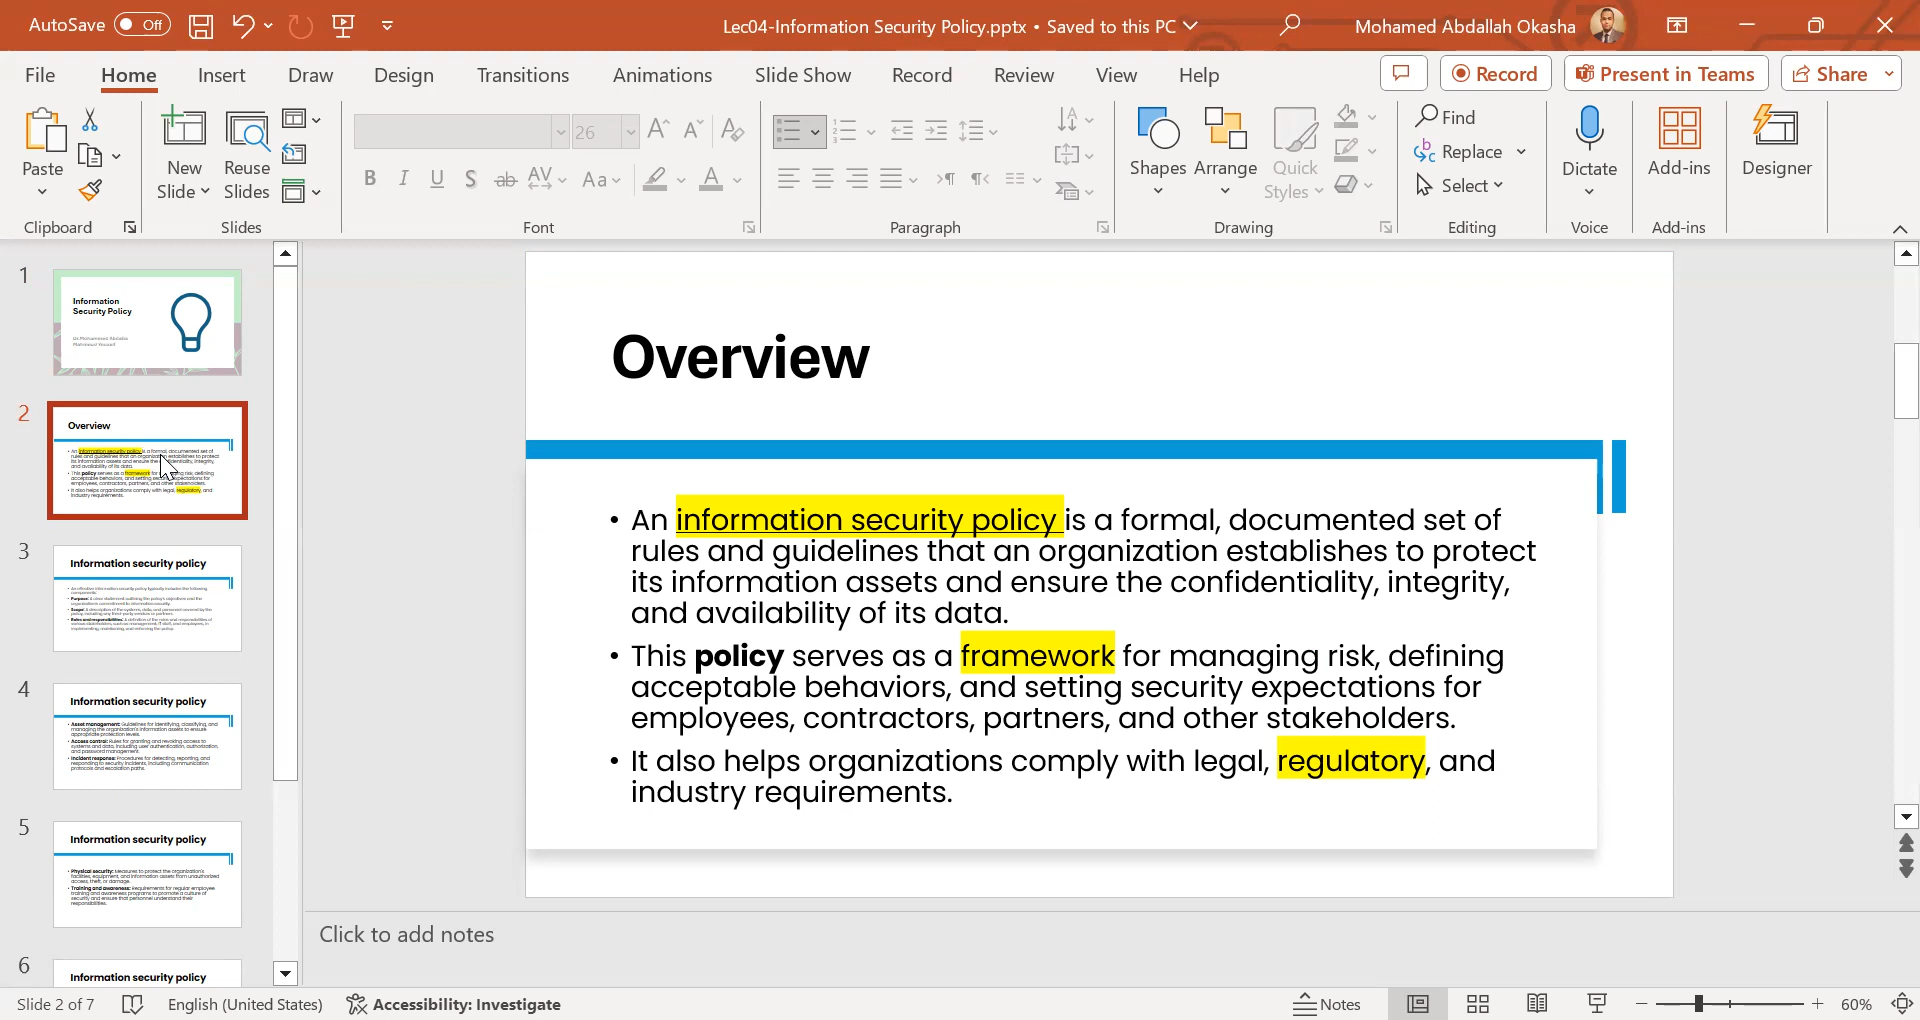 AutoSave Off Lec04-Information Security Policy.pptx • Saved to this PC Mohamed Abdallah Okasha
File Home Insert Draw Design Transitions Animations Slide Show Record Review View Help Record Present in Teams Share
Paste
New
Slide
Reuse
Slides
26
Shapes
Arrange
Quick
Styles
Find
Replace
Select
Dictate
Add-ins
Designer
Clipboard Slides Font Paragraph Drawing Editing Voice Add-ins
1
Information
Security Policy
2
Overview
3
Information security policy
4
Information security policy
5
Information security policy
6
Information security policy
Overview
• An information security policy is a formal, documented set of
rules and guidelines that an organization establishes to protect
its information assets and ensure the confidentiality, integrity,
and availability of its data.
• This policy serves as a framework for managing risk, defining
acceptable behaviors, and setting security expectations for
employees, contractors, partners, and other stakeholders.
• It also helps organizations comply with legal, regulatory, and
industry requirements.
Click to add notes
Slide 2 of 7 English (United States) Accessibility: Investigate Notes 60%